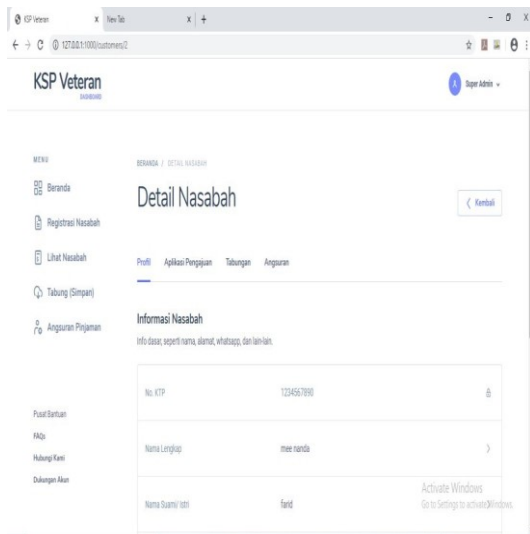 KSP Veteran
New Tab
127.0.0.1:1000/customers/2
KSP Veteran
DASHBOARD
A
Super Admin
MENU
Beranda
Registrasi Nasabah
Lihat Nasabah
Tabung (Simpan)
Angsuran Pinjaman
Pusat Bantuan
FAQs
Hubungi Kami
Dukungan Akun
BERANDA / DETAIL NASABAH
Detail Nasabah
Kembali
Profil Aplikasi Pengajuan Tabungan Angsuran
Informasi Nasabah
Info dasar, seperti nama, alamat, whatsapp, dan lain-lain.
No. KTP 1234567890
Nama Lengkap mee nanda
Nama Suami/ Istri farid
Activate Windows
Go to Settings to activate Windows.